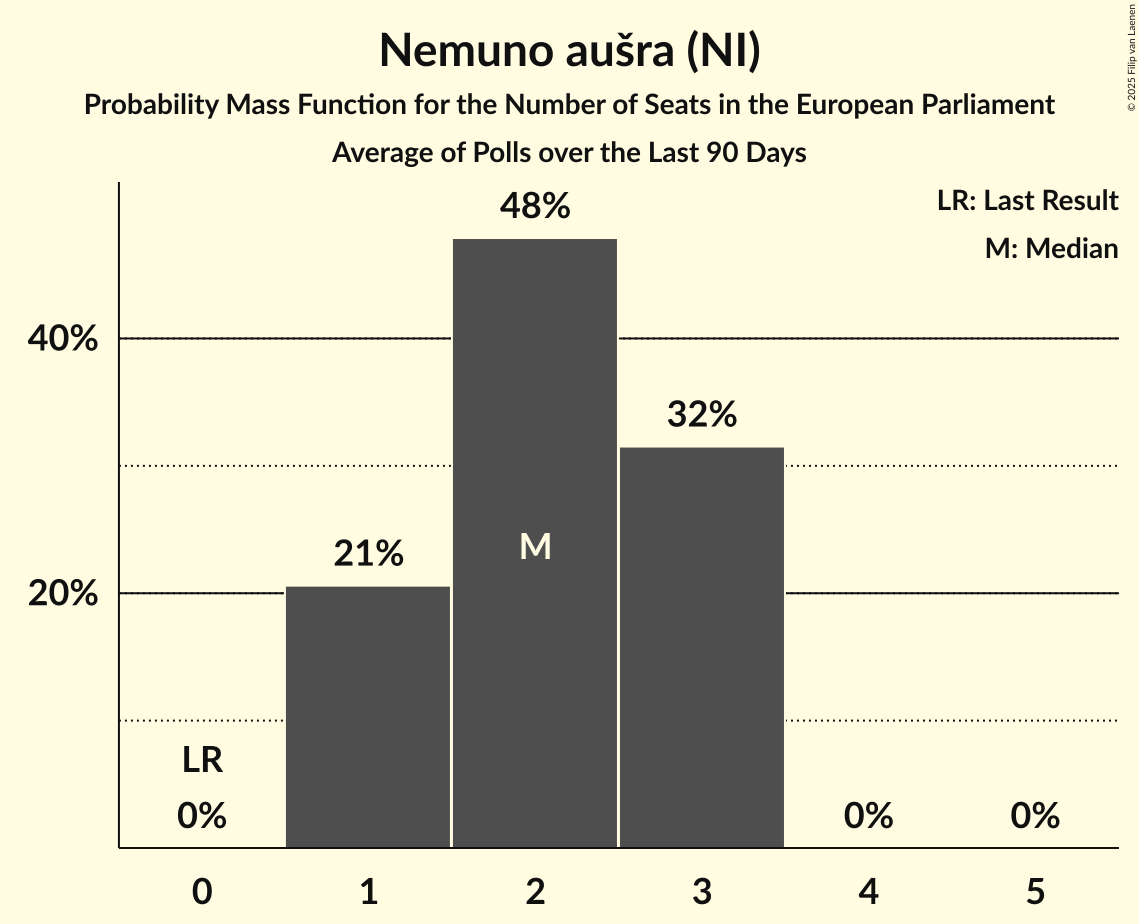 Nemuno aušra (NI)
Probability Mass Function for the Number of Seats in the European Parliament
Average of Polls over the Last 90 Days
© 2025 Filip van Laenen
LR: Last Result
M: Median
48%
40%
32%
21%
M
20%
LR
0%
0%
0%
0 1 2 3 4 5